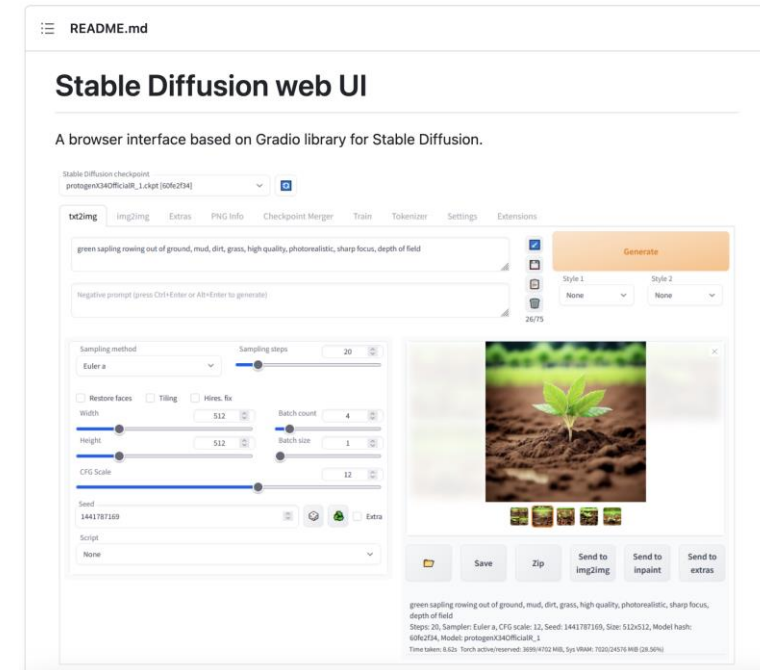 README.md
Stable Diffusion web UI
A browser interface based on Gradio library for Stable Diffusion.
Stable Diffusion checkpoint
protogenX34OfficialR_1.ckpt [60fe2f34]
txt2img img2img Extras PNG Info Checkpoint Merger Train Tokenizer Settings Extensions
green sapling rowing out of ground, mud, dirt, grass, high quality, photorealistic, sharp focus, depth of field
Generate
Style 1 Style 2
Negative prompt (press Ctrl+Enter or Alt+Enter to generate)
None None
26/75
Sampling method Sampling steps 20
Euler a
Restore faces Tiling Hires. fix
Width 512 Batch count 4
Height 512 Batch size 1
CFG Scale 12
Seed
1441787169 Extra
Script
None
Save Zip Send to img2img Send to inpaint Send to extras
green sapling rowing out of ground, mud, dirt, grass, high quality, photorealistic, sharp focus,
depth of field
Steps: 20, Sampler: Euler a, CFG scale: 12, Seed: 1441787169, Size: 512x512, Model hash:
60fe2f34, Model: protogenX34OfficialR_1
Time taken: 8.62s Torch active/reserved: 3699/4702 MiB, Sys VRAM: 7020/24576 MiB (28.56%)